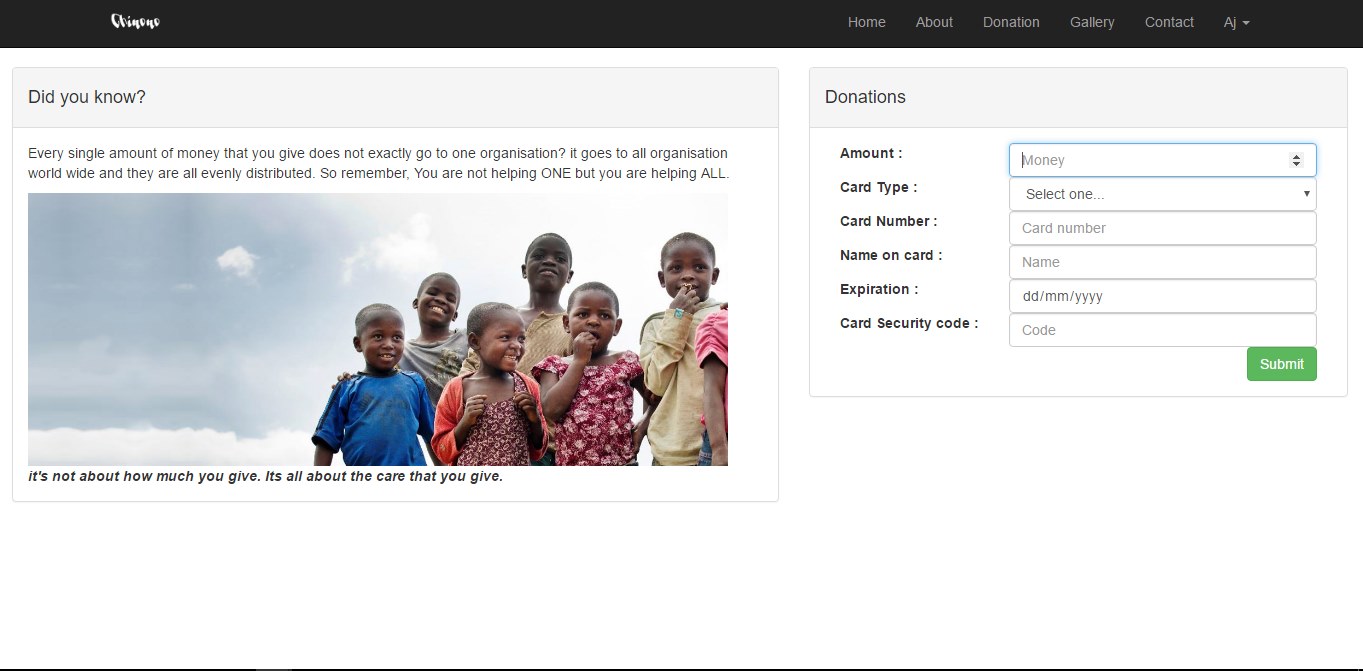 Chinono
Home About Donation Gallery Contact Aj
Did you know?
Every single amount of money that you give does not exactly go to one organisation? it goes to all organisation
world wide and they are all evenly distributed. So remember, You are not helping ONE but you are helping ALL.
it's not about how much you give. Its all about the care that you give.
Donations
Amount : Money
Card Type : Select one...
Card Number : Card number
Name on card : Name
Expiration : dd/mm/yyyy
Card Security code : Code
Submit